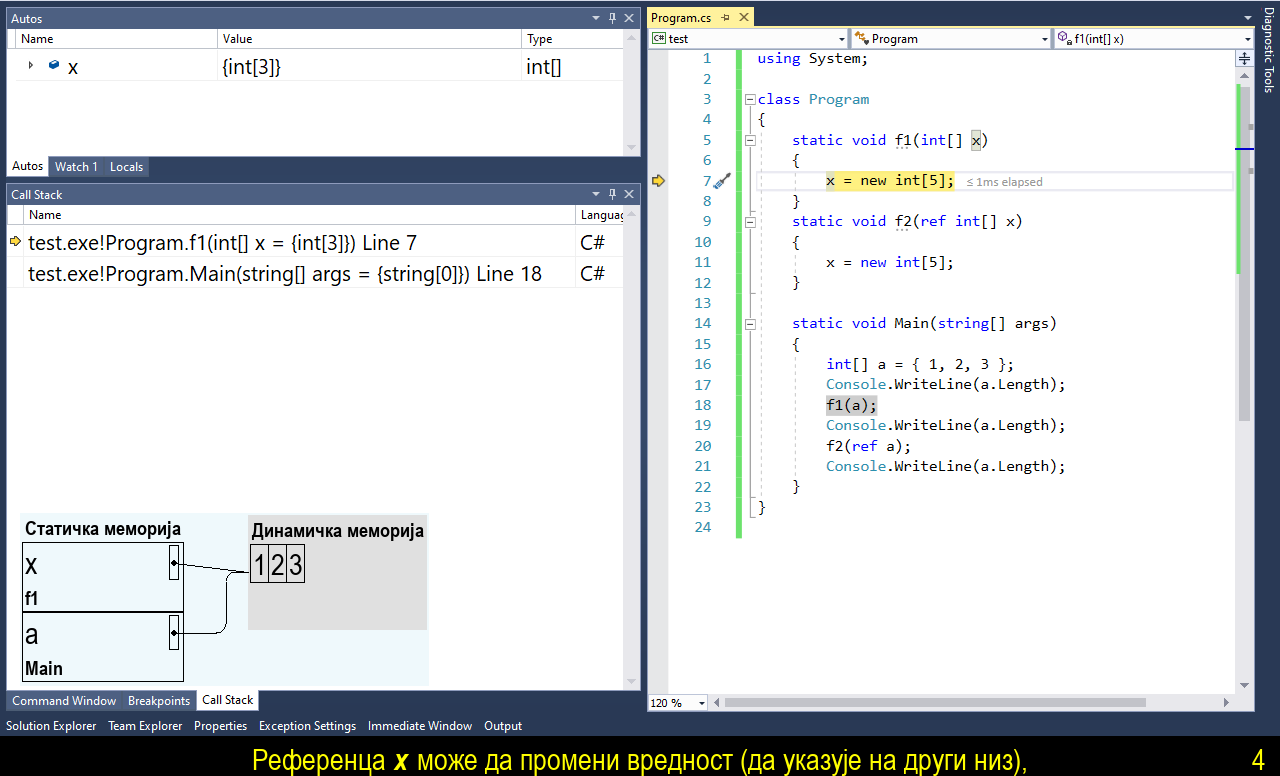 Autos
Name Value Type
x {int[3]} int[]
Autos Watch 1 Locals
Call Stack
Name Languag
test.exe!Program.f1(int[] x = {int[3]}) Line 7 C#
test.exe!Program.Main(string[] args = {string[0]}) Line 18 C#
Статичка меморија
Динамичка меморија
x
1 2 3
f1
a
Main
Command Window Breakpoints Call Stack
Solution Explorer Team Explorer Properties Exception Settings Immediate Window Output
Program.cs
C# test Program f1(int[] x)
1 using System;
2
3 class Program
4 {
5 static void f1(int[] x)
6 {
7 x = new int[5]; ≤ 1ms elapsed
8 }
9 static void f2(ref int[] x)
10 {
11 x = new int[5];
12 }
13
14 static void Main(string[] args)
15 {
16 int[] a = { 1, 2, 3 };
17 Console.WriteLine(a.Length);
18 f1(a);
19 Console.WriteLine(a.Length);
20 f2(ref a);
21 Console.WriteLine(a.Length);
22 }
23 }
24
120 %
Diagnostic Tools
Референца x може да промени вредност (да указује на други низ), 4